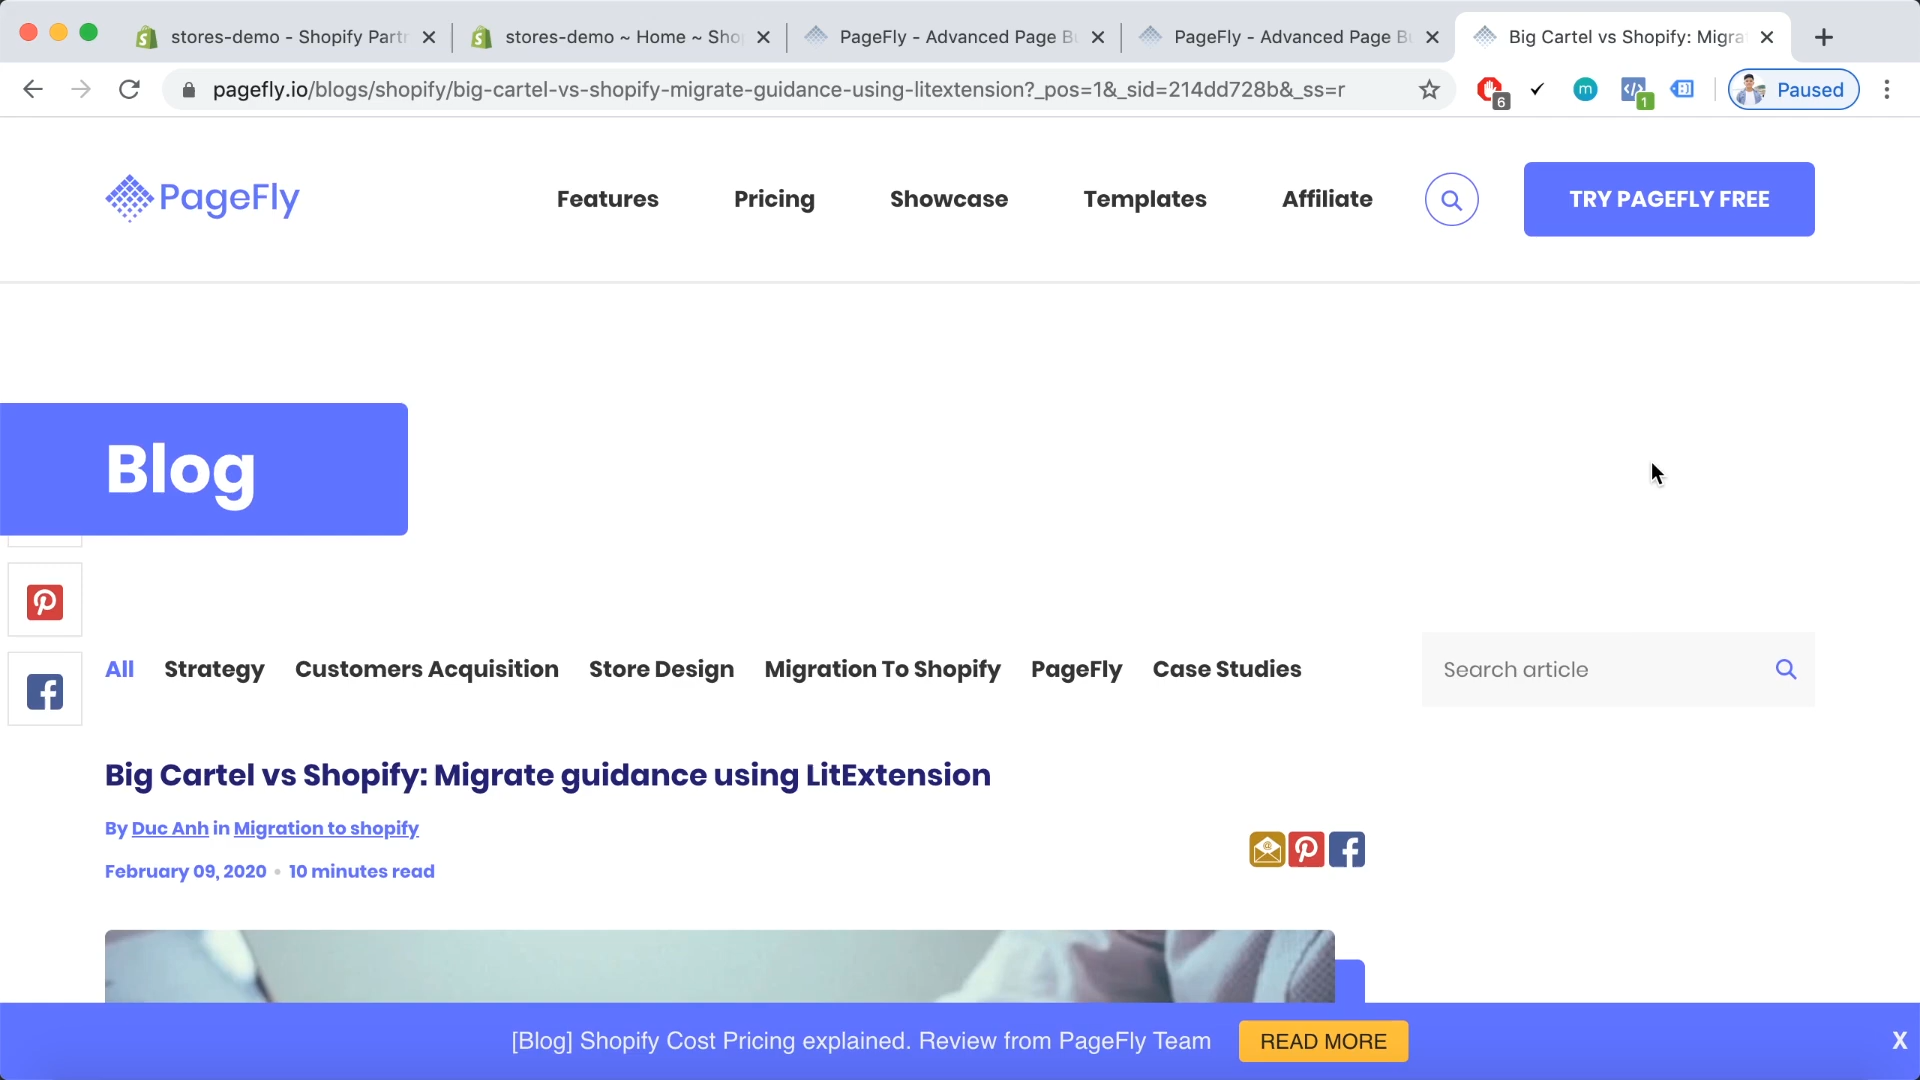 stores-demo - Shopify Partn
stores-demo ~ Home ~ Sho
PageFly - Advanced Page B
PageFly - Advanced Page B
Big Cartel vs Shopify: Migra
pagefly.io/blogs/shopify/big-cartel-vs-shopify-migrate-guidance-using-litextension?_pos=1&_sid=214dd728b&_ss=r
6
m
1
Paused
PageFly
Features
Pricing
Showcase
Templates
Affiliate
TRY PAGEFLY FREE
Blog
All
Strategy
Customers Acquisition
Store Design
Migration To Shopify
PageFly
Case Studies
Search article
Big Cartel vs Shopify: Migrate guidance using LitExtension
By Duc Anh in Migration to shopify
February 09, 2020 • 10 minutes read
[Blog] Shopify Cost Pricing explained. Review from PageFly Team
READ MORE
X